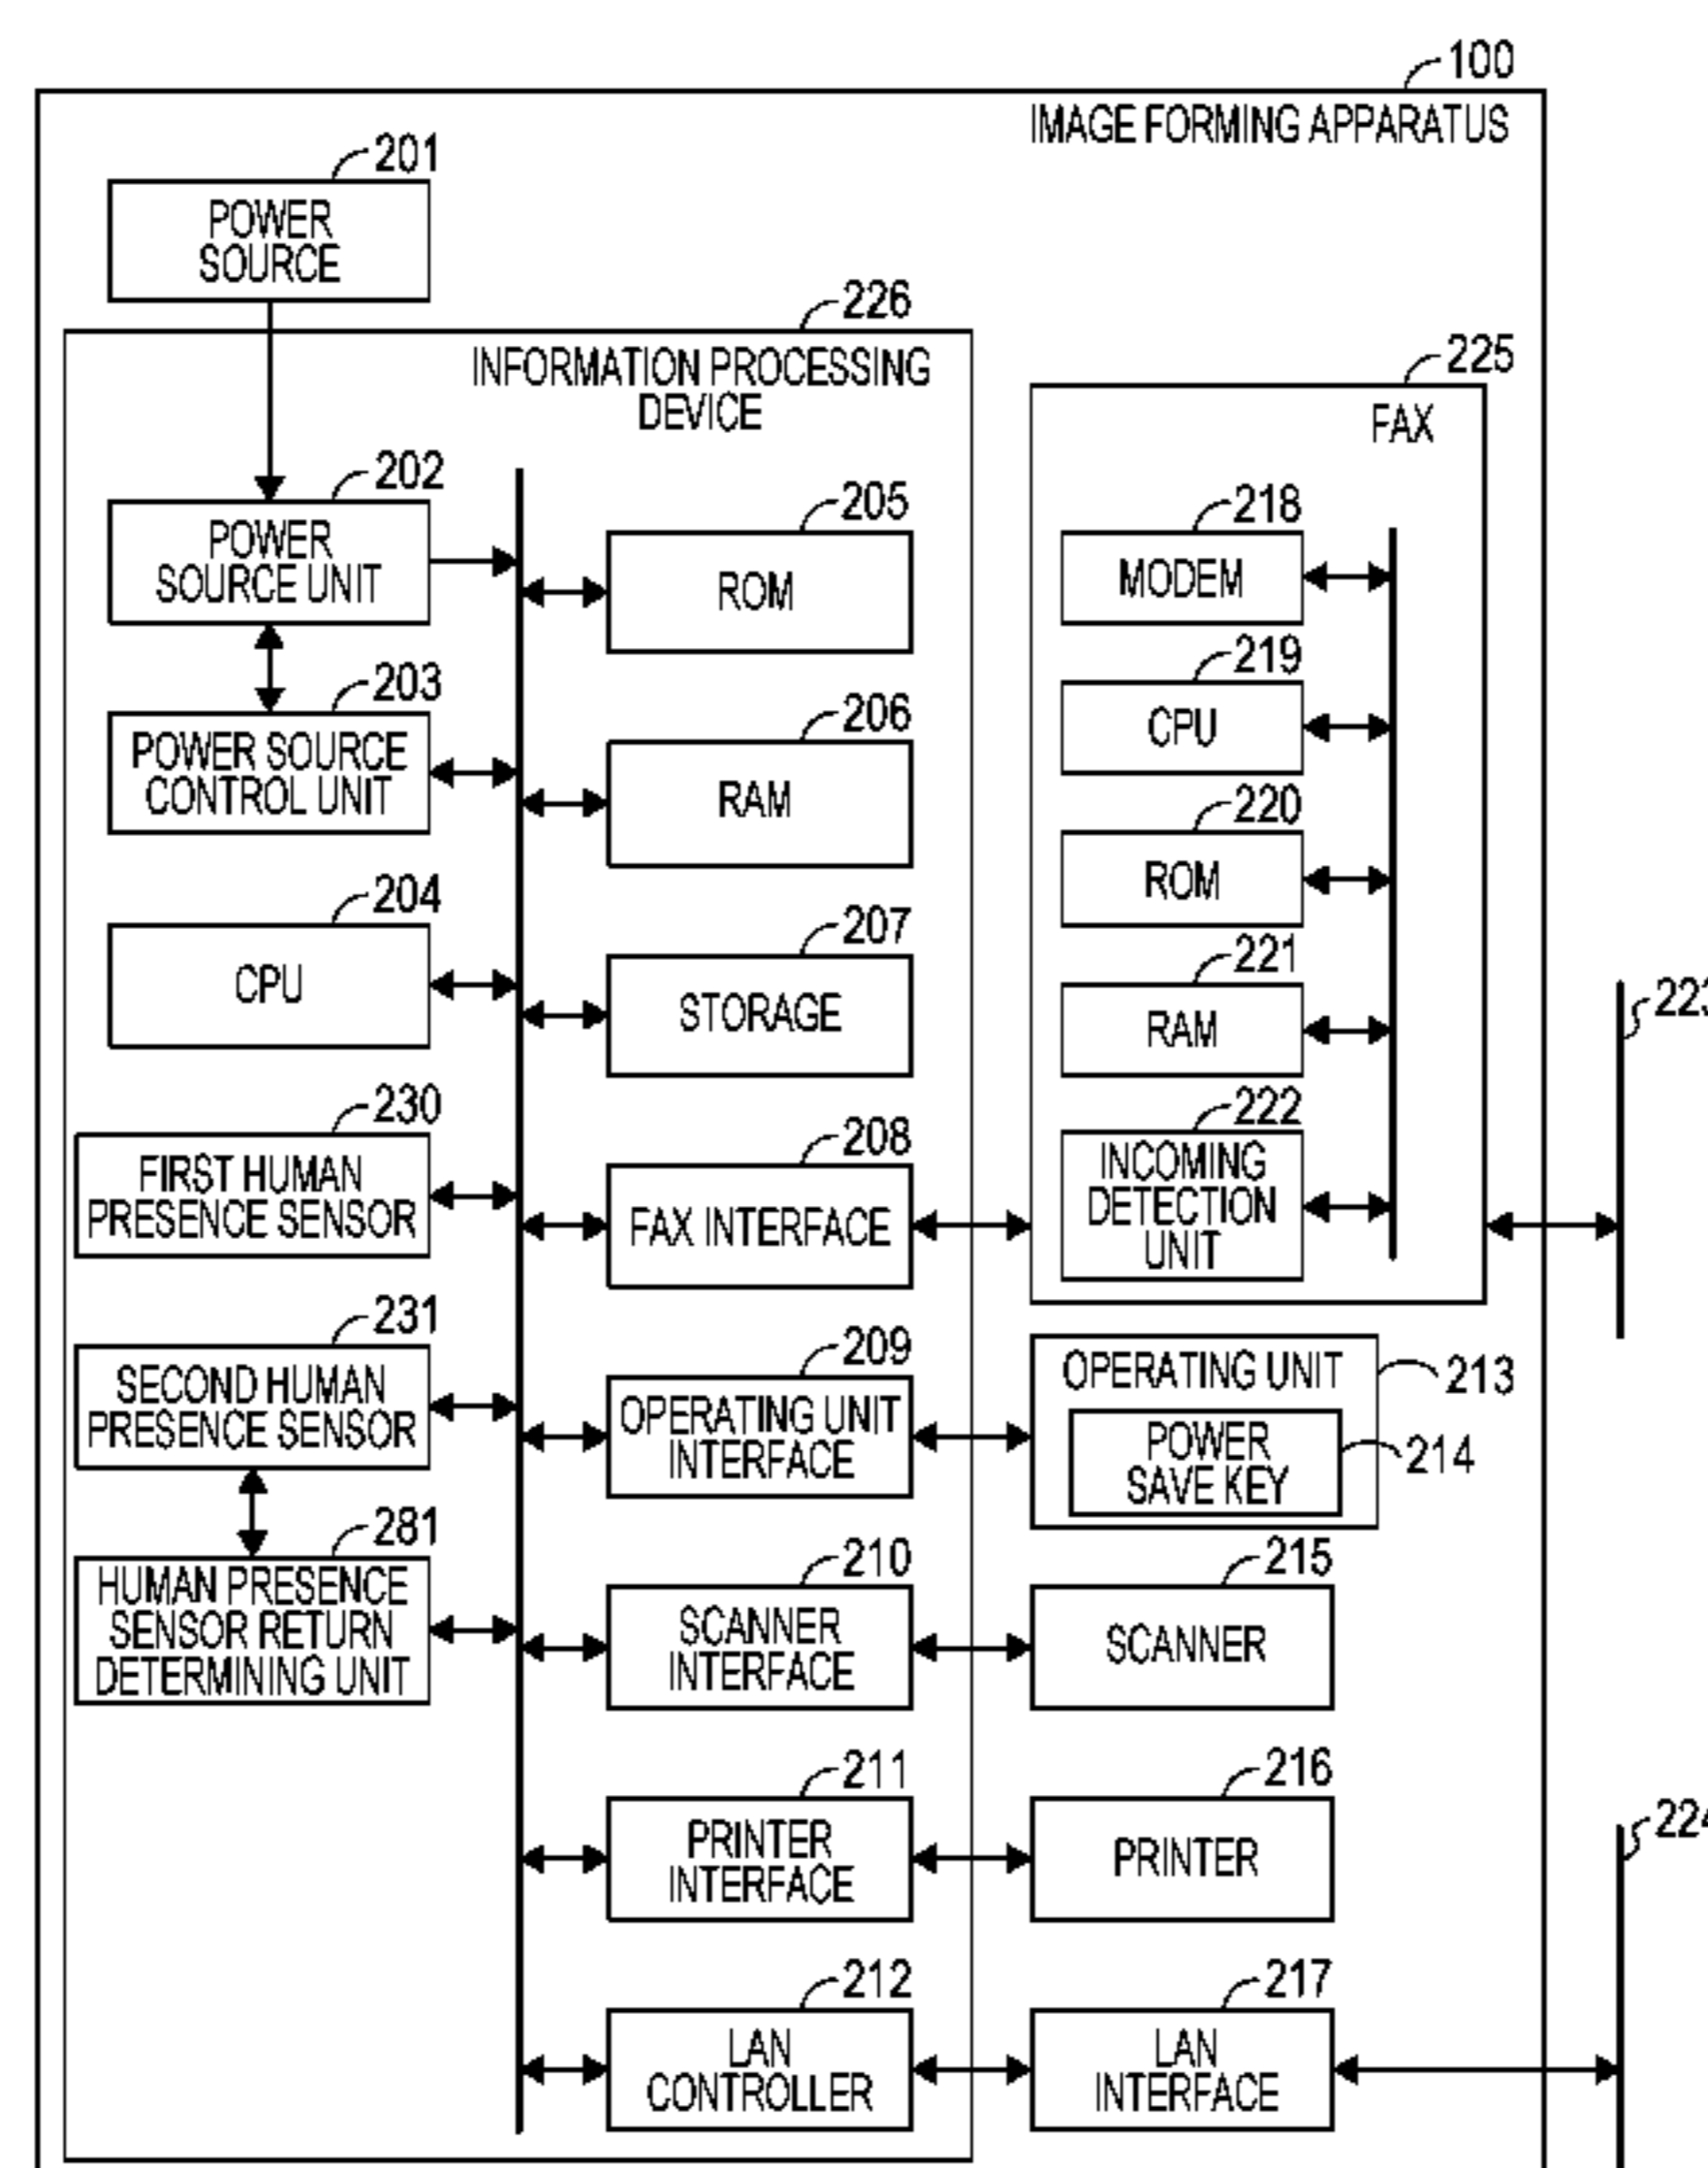 100
IMAGE FORMING APPARATUS
201
POWER
SOURCE
226
INFORMATION PROCESSING
DEVICE
225
FAX
202
POWER
SOURCE UNIT
205
ROM
218
MODEM
203
POWER SOURCE
CONTROL UNIT
206
RAM
219
CPU
220
ROM
204
CPU
207
STORAGE
221
RAM
223
230
FIRST HUMAN
PRESENCE SENSOR
208
FAX INTERFACE
222
INCOMING
DETECTION
UNIT
231
SECOND HUMAN
PRESENCE SENSOR
209
OPERATING UNIT
INTERFACE
OPERATING UNIT
213
POWER
SAVE KEY
214
281
HUMAN PRESENCE
SENSOR RETURN
DETERMINING UNIT
210
SCANNER
INTERFACE
215
SCANNER
211
PRINTER
INTERFACE
216
PRINTER
224
212
LAN
CONTROLLER
217
LAN
INTERFACE